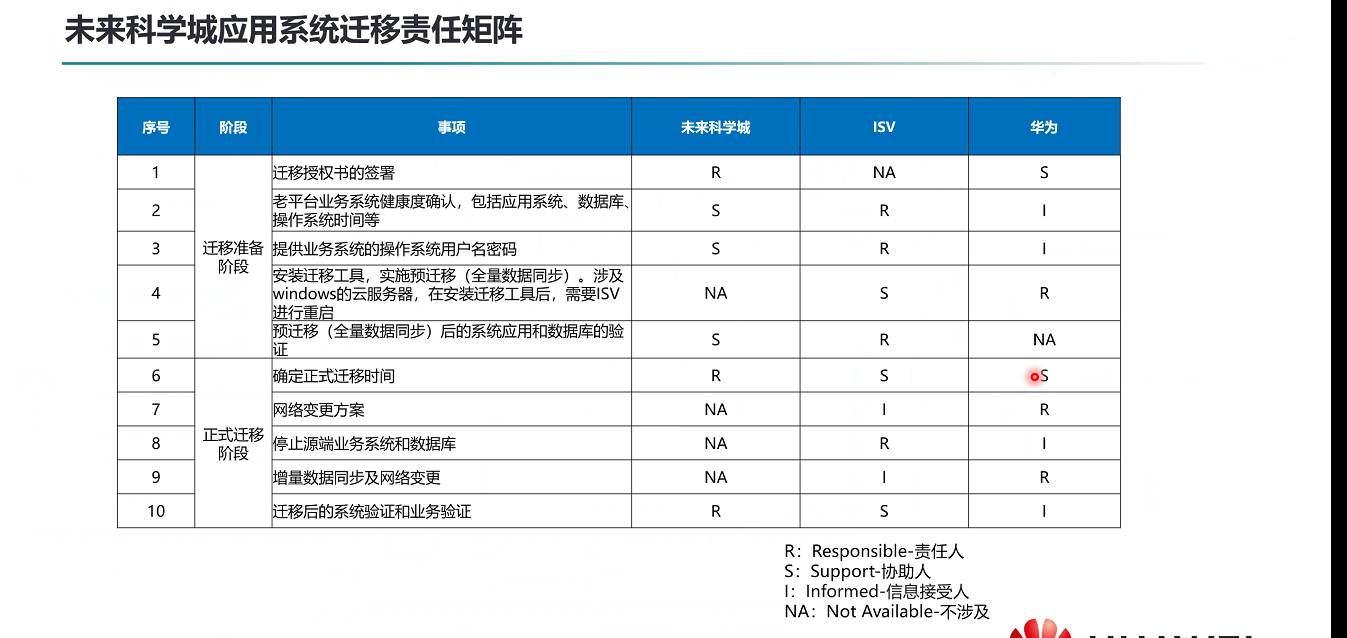 未来科学城应用系统迁移责任矩阵
序号 阶段 事项 未来科学城 ISV 华为
1 迁移授权书的签署 R NA S
2 老平台业务系统健康度确认，包括应用系统、数据库、
操作系统时间等 S R I
迁移准备
阶段
3 提供业务系统的操作系统用户名密码 S R I
4 安装迁移工具，实施预迁移（全量数据同步）。涉及
windows的云服务器，在安装迁移工具后，需要ISV
进行重启 NA S R
5 预迁移（全量数据同步）后的系统应用和数据库的验
证 S R NA
6 确定正式迁移时间 R S S
7 网络变更方案 NA I R
正式迁移
阶段
8 停止源端业务系统和数据库 NA R I
9 增量数据同步及网络变更 NA I R
10 迁移后的系统验证和业务验证 R S I
R：Responsible-责任人
S：Support-协助人
I：Informed-信息接受人
NA：Not Available-不涉及